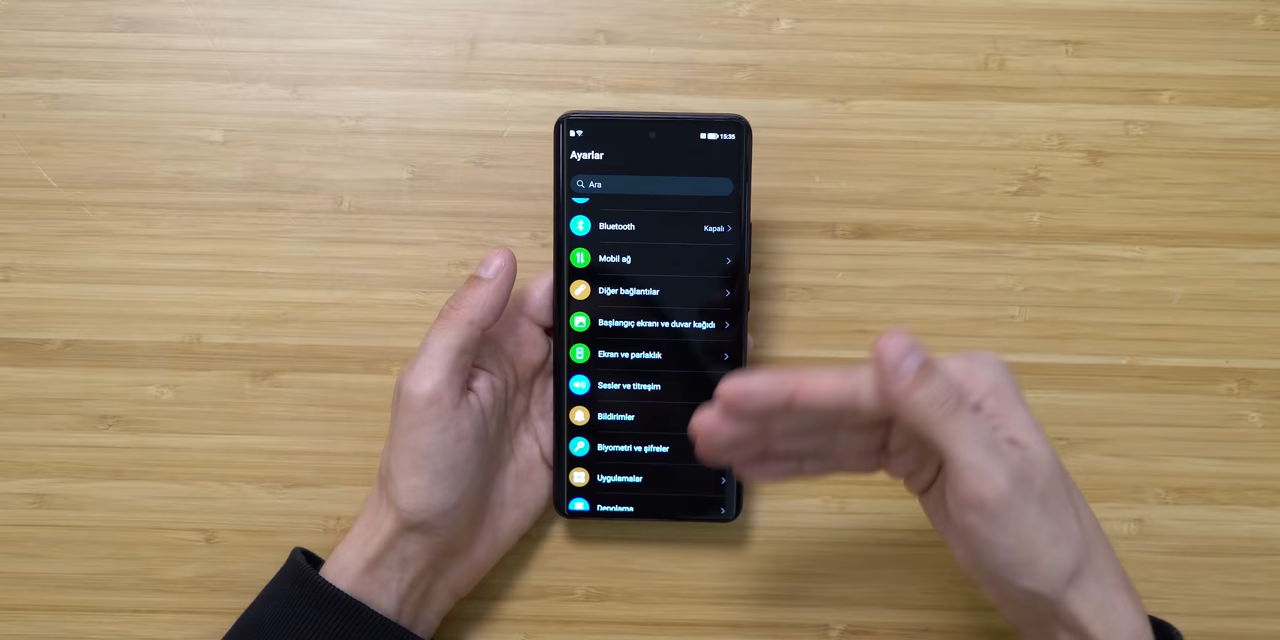 15:35
Ayarlar
Ara
Bluetooth Kapalı
Mobil ağ
Diğer bağlantılar
Başlangıç ekranı ve duvar kağıdı
Ekran ve parlaklık
Sesler ve titreşim
Bildirimler
Biyometri ve şifreler
Uygulamalar
Depolama